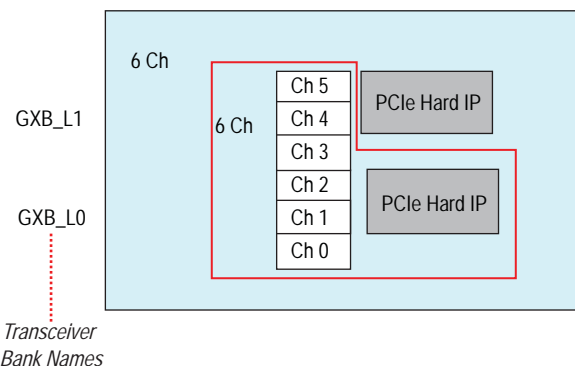 6 Ch
GXB_L1
6 Ch
Ch 5
Ch 4
Ch 3
Ch 2
Ch 1
Ch 0
PCIe Hard IP
PCIe Hard IP
GXB_L0
Transceiver
Bank Names